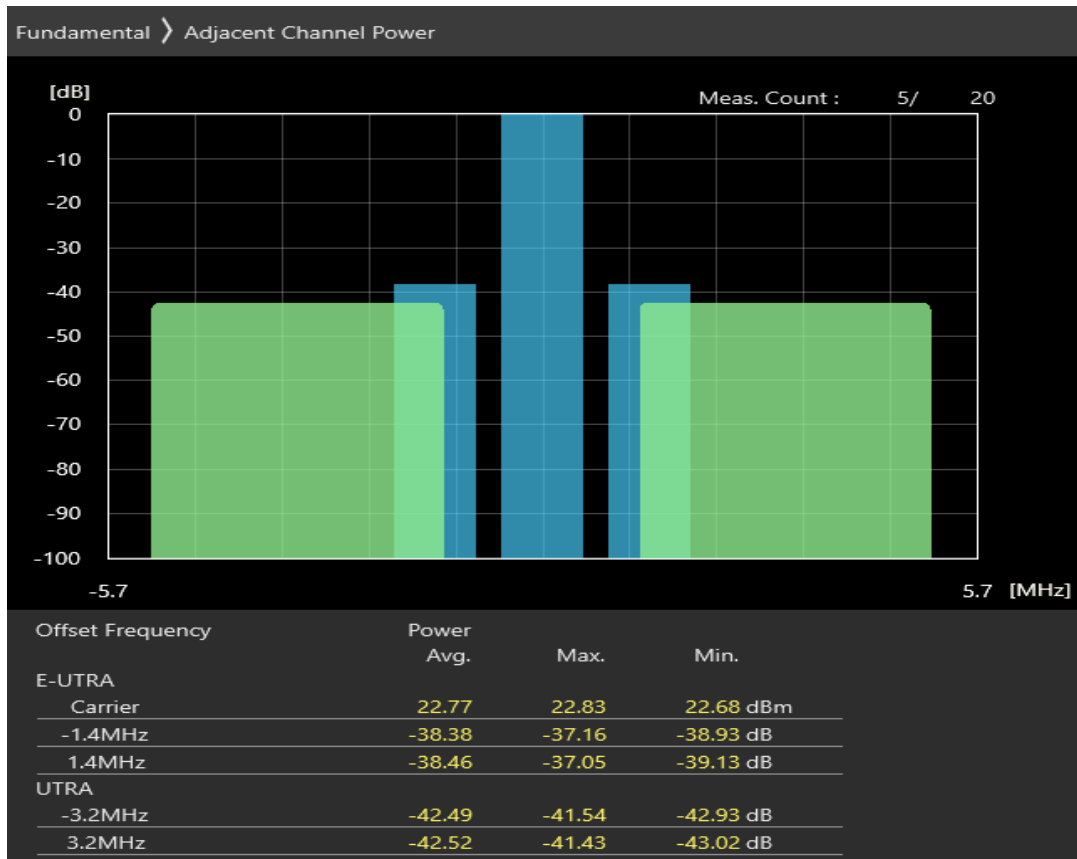 Fundamental 〉 Adjacent Channel Power
[dB]
Meas. Count : 5/ 20
0
-10
-20
-30
-40
-50
-60
-70
-80
-90
-100
-5.7 5.7 [MHz]
Offset Frequency Power
Avg. Max. Min.
E-UTRA
Carrier 22.77 22.83 22.68 dBm
-1.4MHz -38.38 -37.16 -38.93 dB
1.4MHz -38.46 -37.05 -39.13 dB
UTRA
-3.2MHz -42.49 -41.54 -42.93 dB
3.2MHz -42.52 -41.43 -43.02 dB